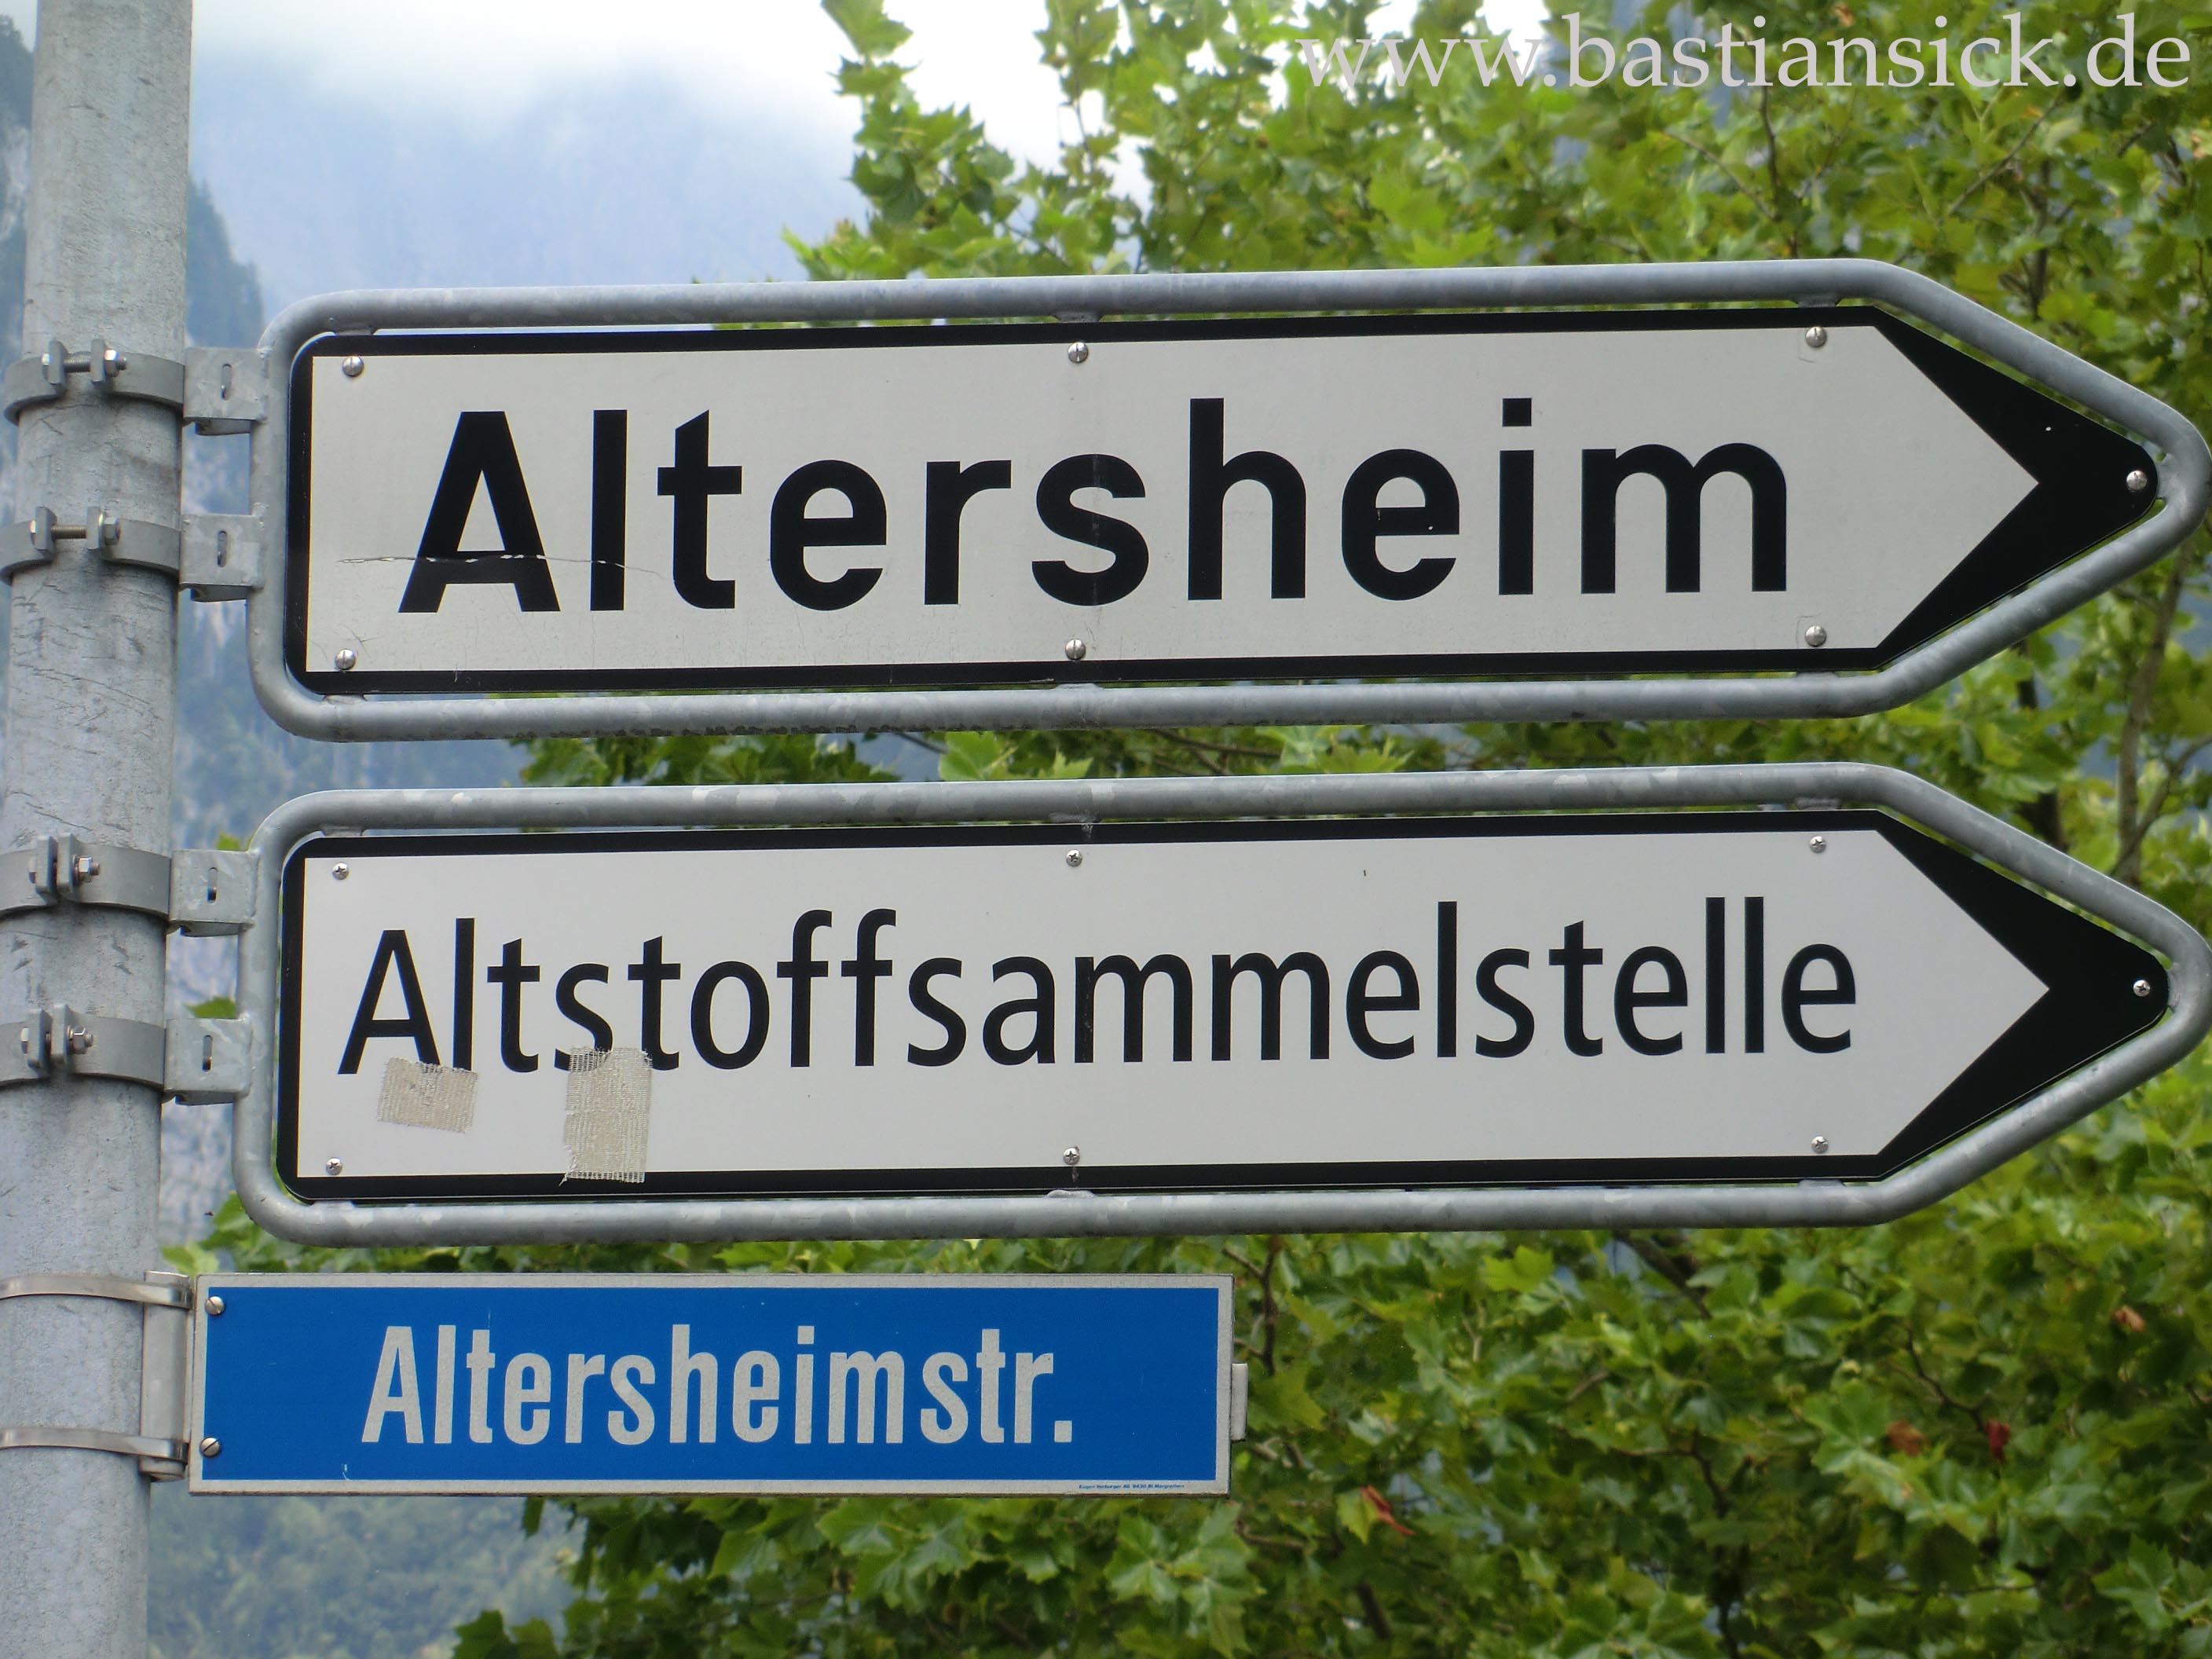 www.bastiansick.de
Altersheim
Altstoffsammelstelle
Altersheimstr.